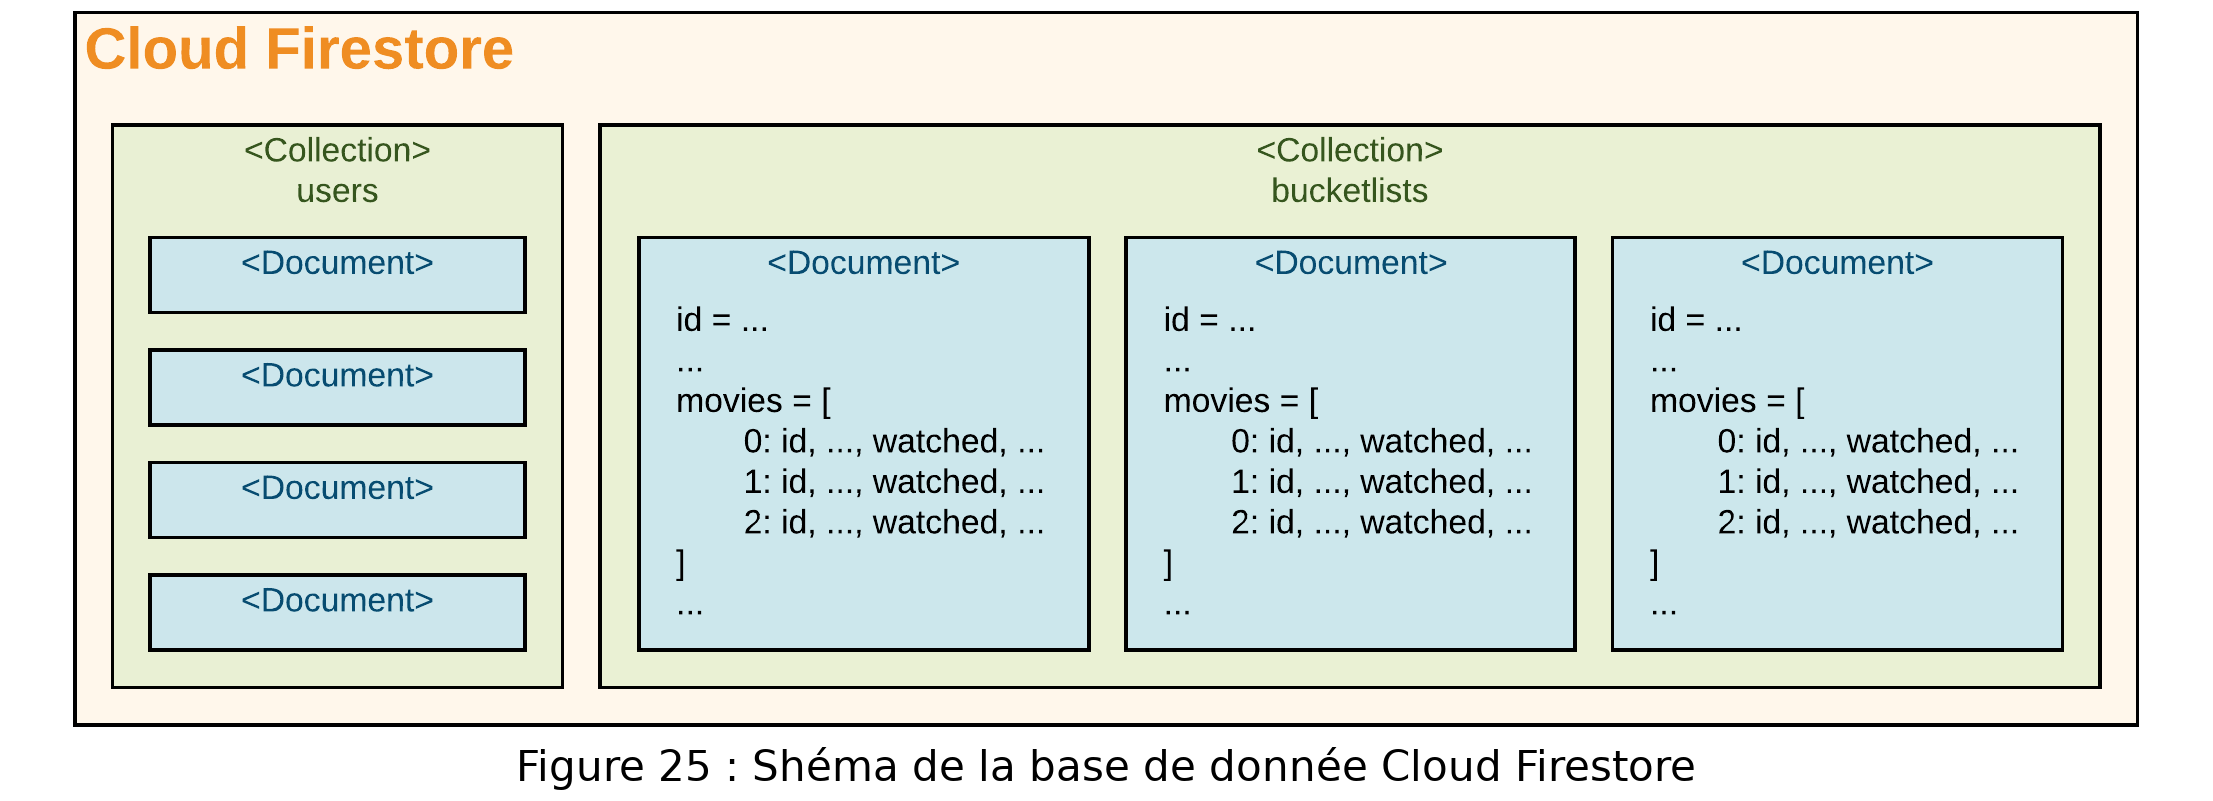 Cloud Firestore
<Collection>
users
<Document>
<Document>
<Document>
<Document>
<Collection>
bucketlists
<Document>
id = ...
...
movies = [
0: id, ..., watched, ...
1: id, ..., watched, ...
2: id, ..., watched, ...
]
...
<Document>
id = ...
...
movies = [
0: id, ..., watched, ...
1: id, ..., watched, ...
2: id, ..., watched, ...
]
...
<Document>
id = ...
...
movies = [
0: id, ..., watched, ...
1: id, ..., watched, ...
2: id, ..., watched, ...
]
...
Figure 25 : Shéma de la base de donnée Cloud Firestore